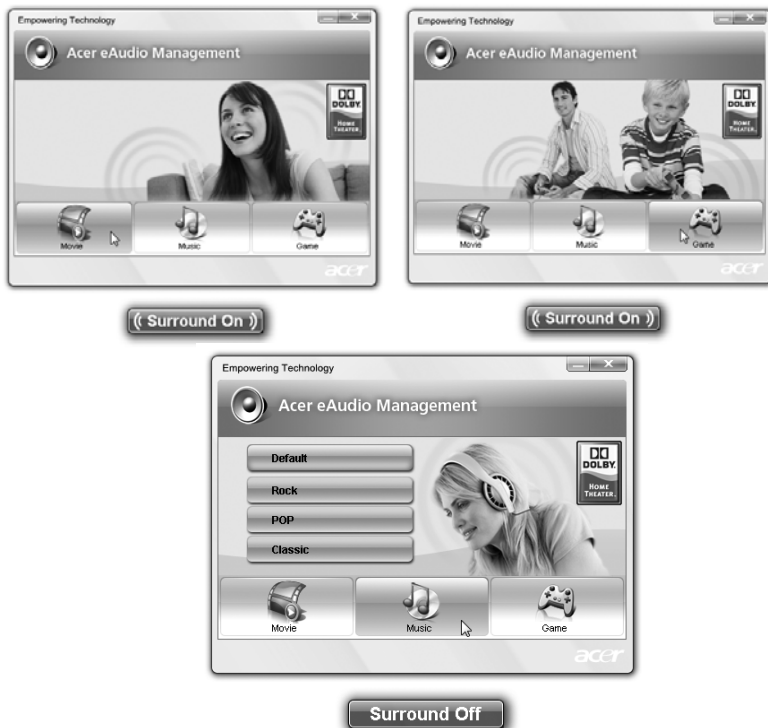 Empowering Technology
Acer eAudio Management
DOLBY
HOME THEATER
Movie
Music
Game
acer
(( Surround On ))
Empowering Technology
Acer eAudio Management
DOLBY
HOME THEATER
Movie
Music
Game
acer
(( Surround On ))
Empowering Technology
Acer eAudio Management
DOLBY
HOME THEATER
Default
Rock
POP
Classic
Movie
Music
Game
acer
Surround Off